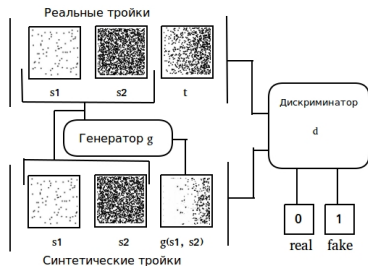 Реальные тройки
s1 s2 t
Генератор g
Дискриминатор
d
s1 s2 g(s1, s2)
Синтетические тройки
0 1
real fake